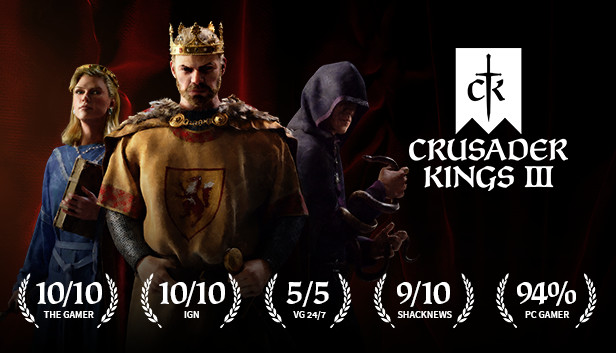 CK
CRUSADER
KINGS III
10/10
THE GAMER
10/10
IGN
5/5
VG 24/7
9/10
SHACKNEWS
94%
PC GAMER